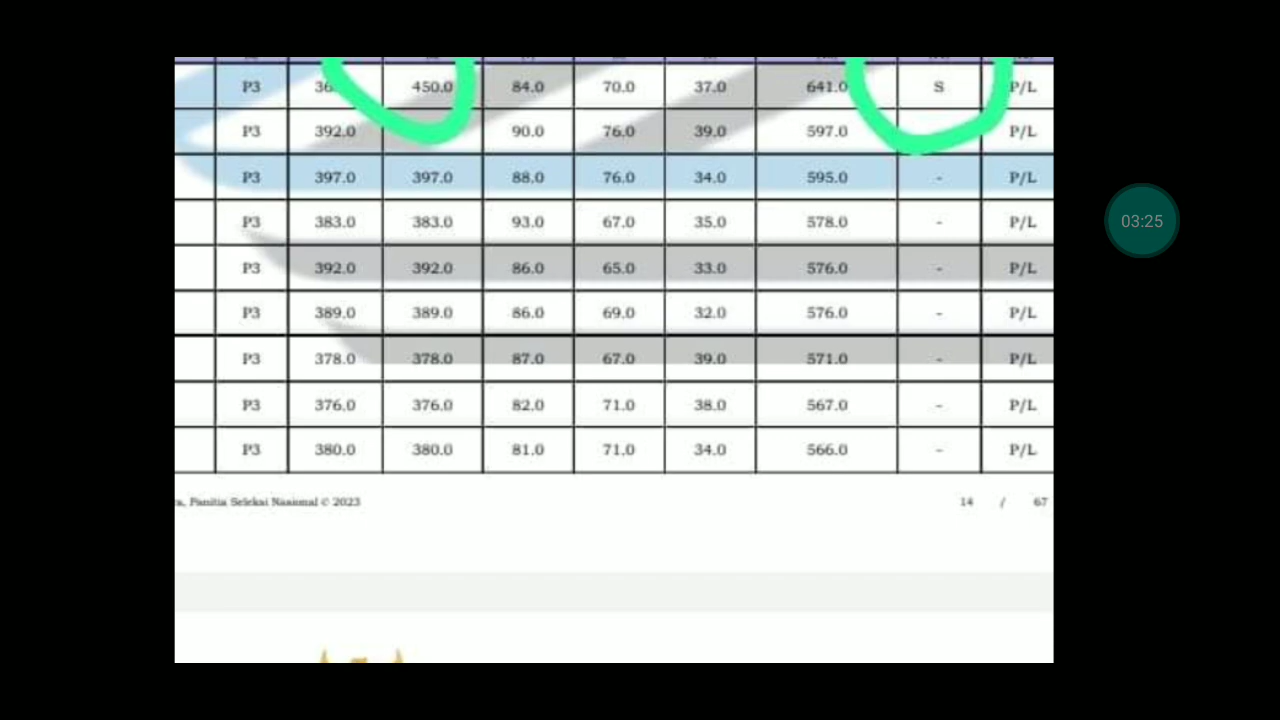 P3 450.0 84.0 70.0 37.0 641.0 S P/L
P3 392.0 90.0 76.0 39.0 597.0 P/L
P3 397.0 397.0 88.0 76.0 34.0 595.0 - P/L
P3 383.0 383.0 93.0 67.0 35.0 578.0 - P/L
P3 392.0 392.0 86.0 65.0 33.0 576.0 - P/L
P3 389.0 389.0 86.0 69.0 32.0 576.0 - P/L
P3 378.0 378.0 87.0 67.0 39.0 571.0 - P/L
P3 376.0 376.0 82.0 71.0 38.0 567.0 - P/L
P3 380.0 380.0 81.0 71.0 34.0 566.0 - P/L
Panitia Seleksi Nasional © 2023 14 / 67
03:25